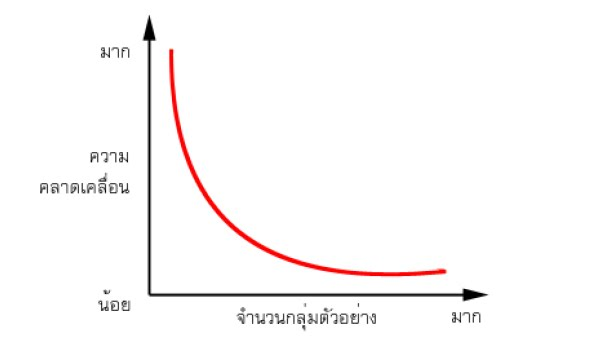 มาก
ความ
คลาดเคลื่อน
น้อย
จำนวนกลุ่มตัวอย่าง
มาก